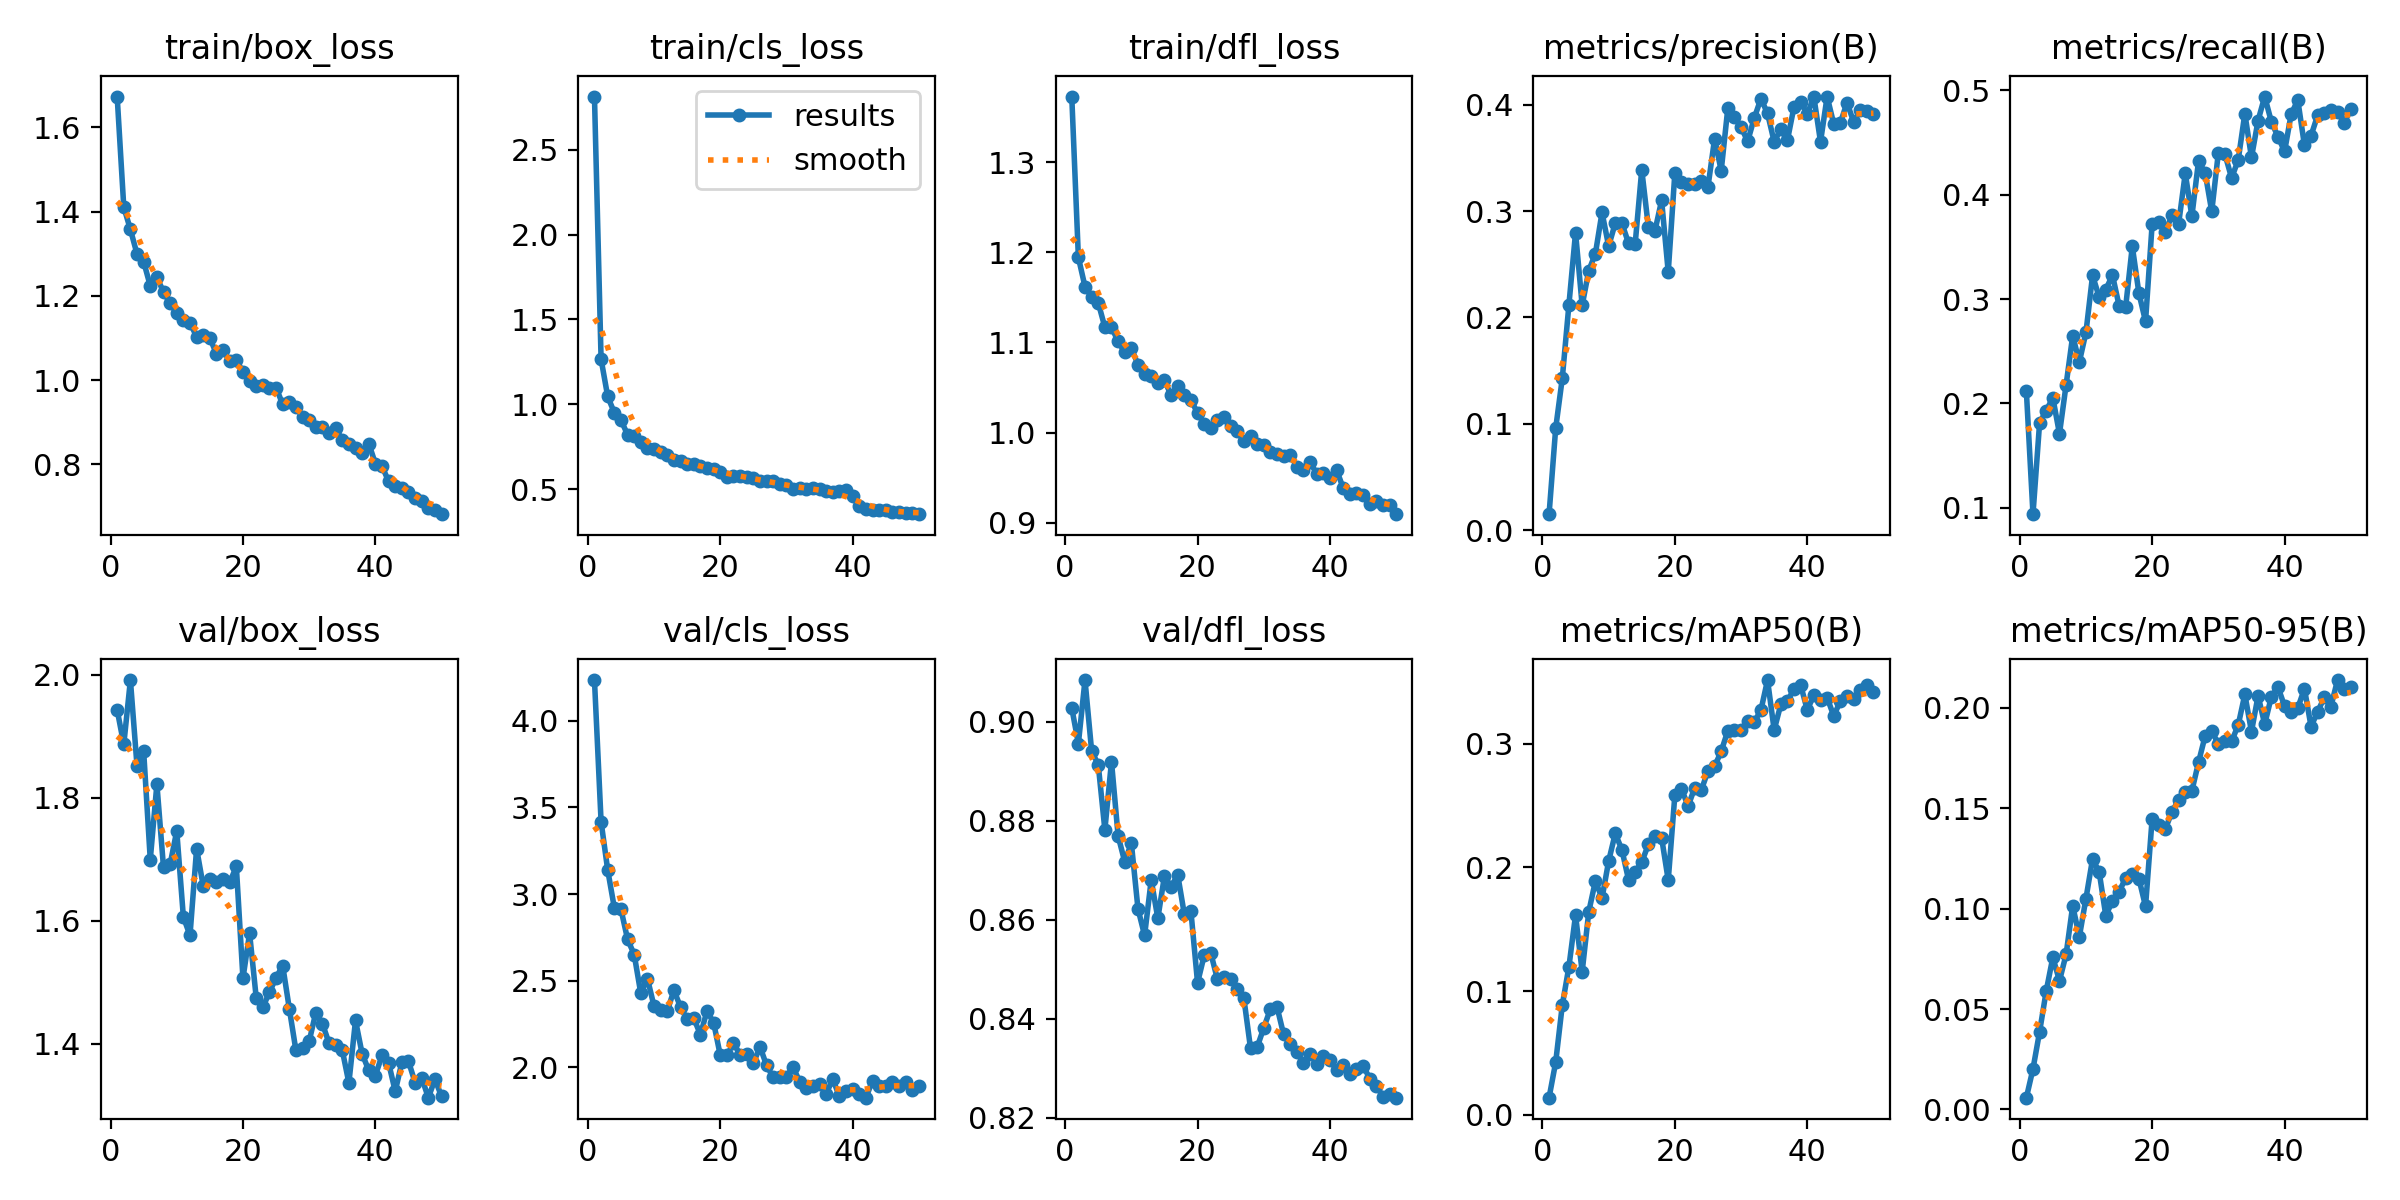 train/box_loss
1.6
1.4
1.2
1.0
0.8
0 20 40
train/cls_loss
results
smooth
2.5
2.0
1.5
1.0
0.5
0 20 40
train/dfl_loss
1.3
1.2
1.1
1.0
0.9
0 20 40
metrics/precision(B)
0.4
0.3
0.2
0.1
0.0
0 20 40
metrics/recall(B)
0.5
0.4
0.3
0.2
0.1
0 20 40
val/box_loss
2.0
1.8
1.6
1.4
0 20 40
val/cls_loss
4.0
3.5
3.0
2.5
2.0
0 20 40
val/dfl_loss
0.90
0.88
0.86
0.84
0.82
0 20 40
metrics/mAP50(B)
0.3
0.2
0.1
0.0
0 20 40
metrics/mAP50-95(B)
0.20
0.15
0.10
0.05
0.00
0 20 40